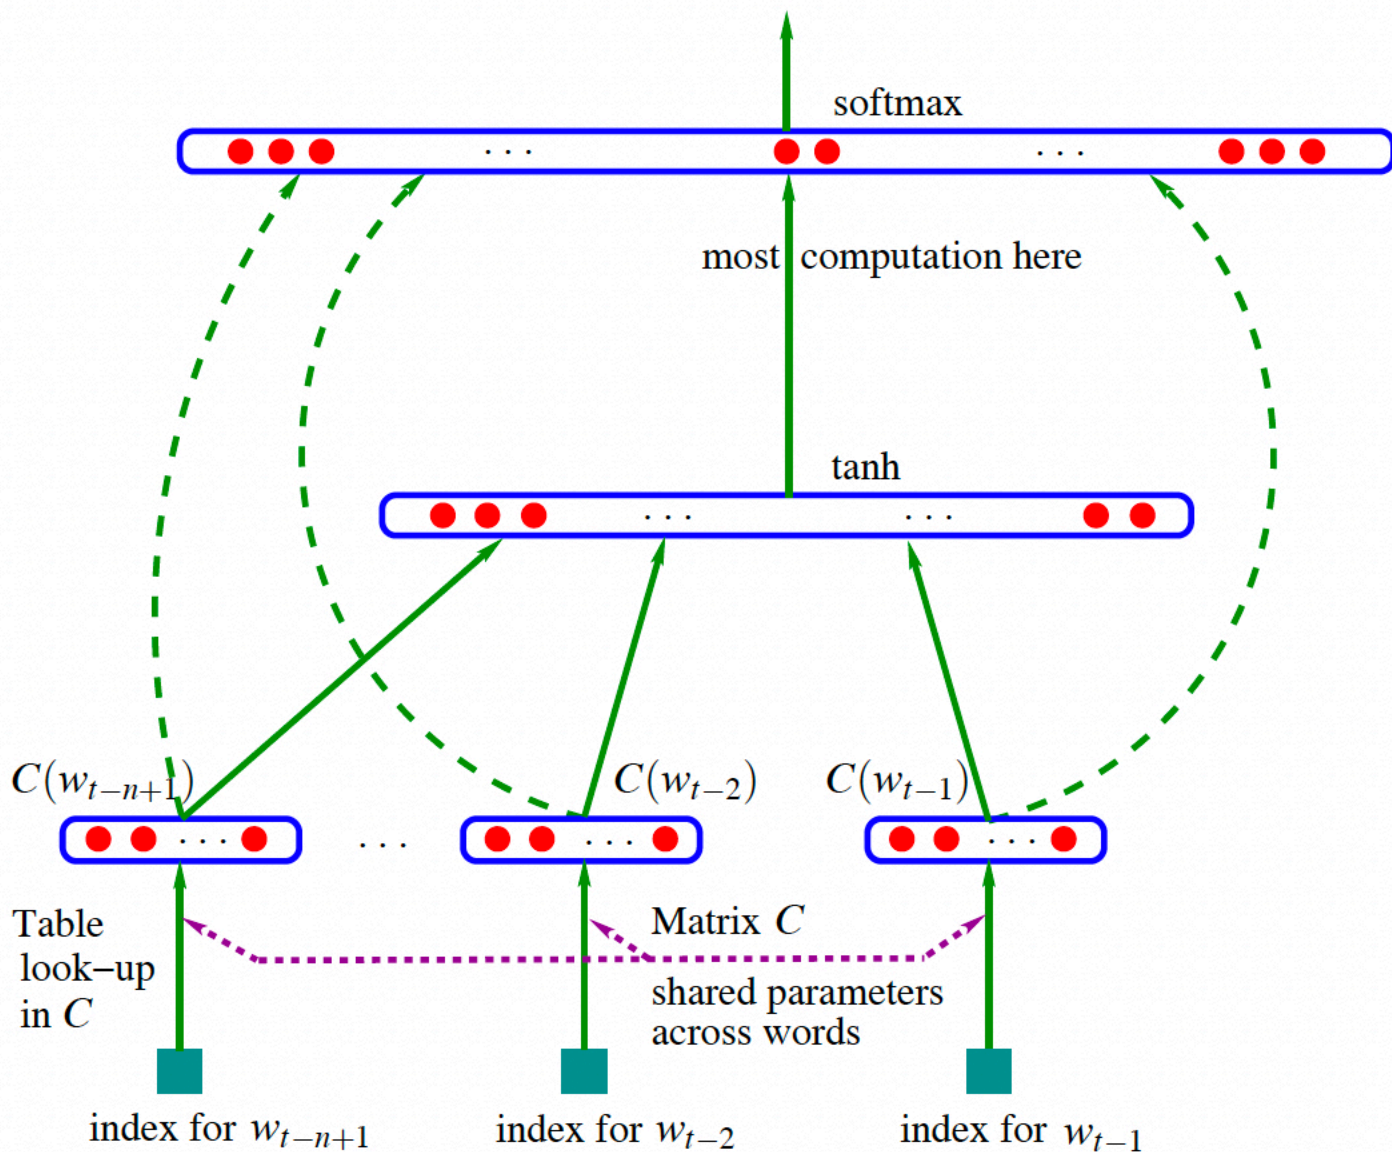 softmax
. . .
. . .
most computation here
tanh
. . .
. . .
C(w_{t−n+1})
C(w_{t−2})
C(w_{t−1})
. . .
. . .
. . .
. . .
Table
look−up
in C
Matrix C
shared parameters
across words
index for w_{t−n+1}
index for w_{t−2}
index for w_{t−1}